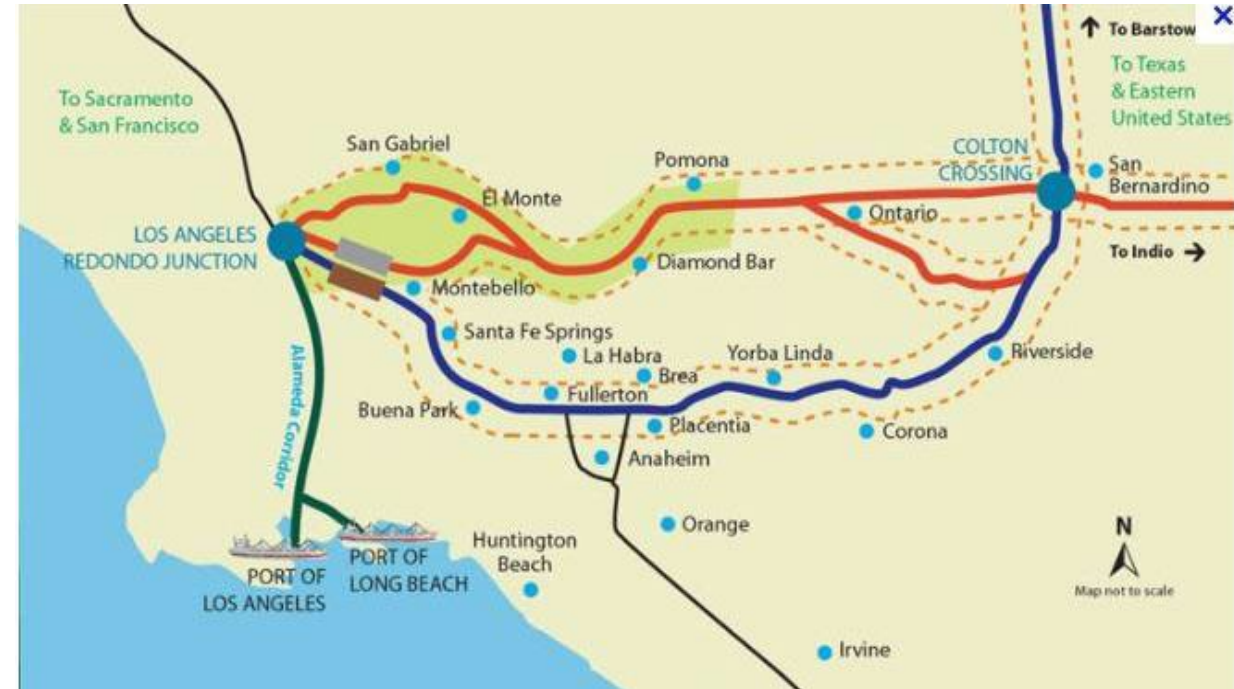 To Barstow
To Texas
& Eastern
United States
To Sacramento
& San Francisco
San Gabriel
Pomona
COLTON
CROSSING
San
Bernardino
El Monte
Ontario
LOS ANGELES
REDONDO JUNCTION
To Indio
Diamond Bar
Montebello
Santa Fe Springs
La Habra
Yorba Linda
Riverside
Brea
Fullerton
Buena Park
Placentia
Corona
Alameda Corridor
Anaheim
Orange
N
Huntington
Beach
PORT OF
LONG BEACH
PORT OF
LOS ANGELES
Map not to scale
Irvine